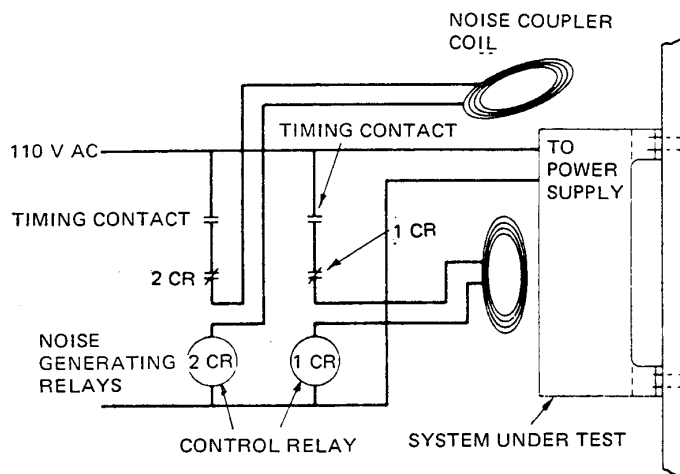 NOISE COUPLER
COIL
TIMING CONTACT
110 V AC
TO
POWER
SUPPLY
TIMING CONTACT
1 CR
2 CR
NOISE
GENERATING
RELAYS
2 CR
1 CR
CONTROL RELAY
SYSTEM UNDER TEST